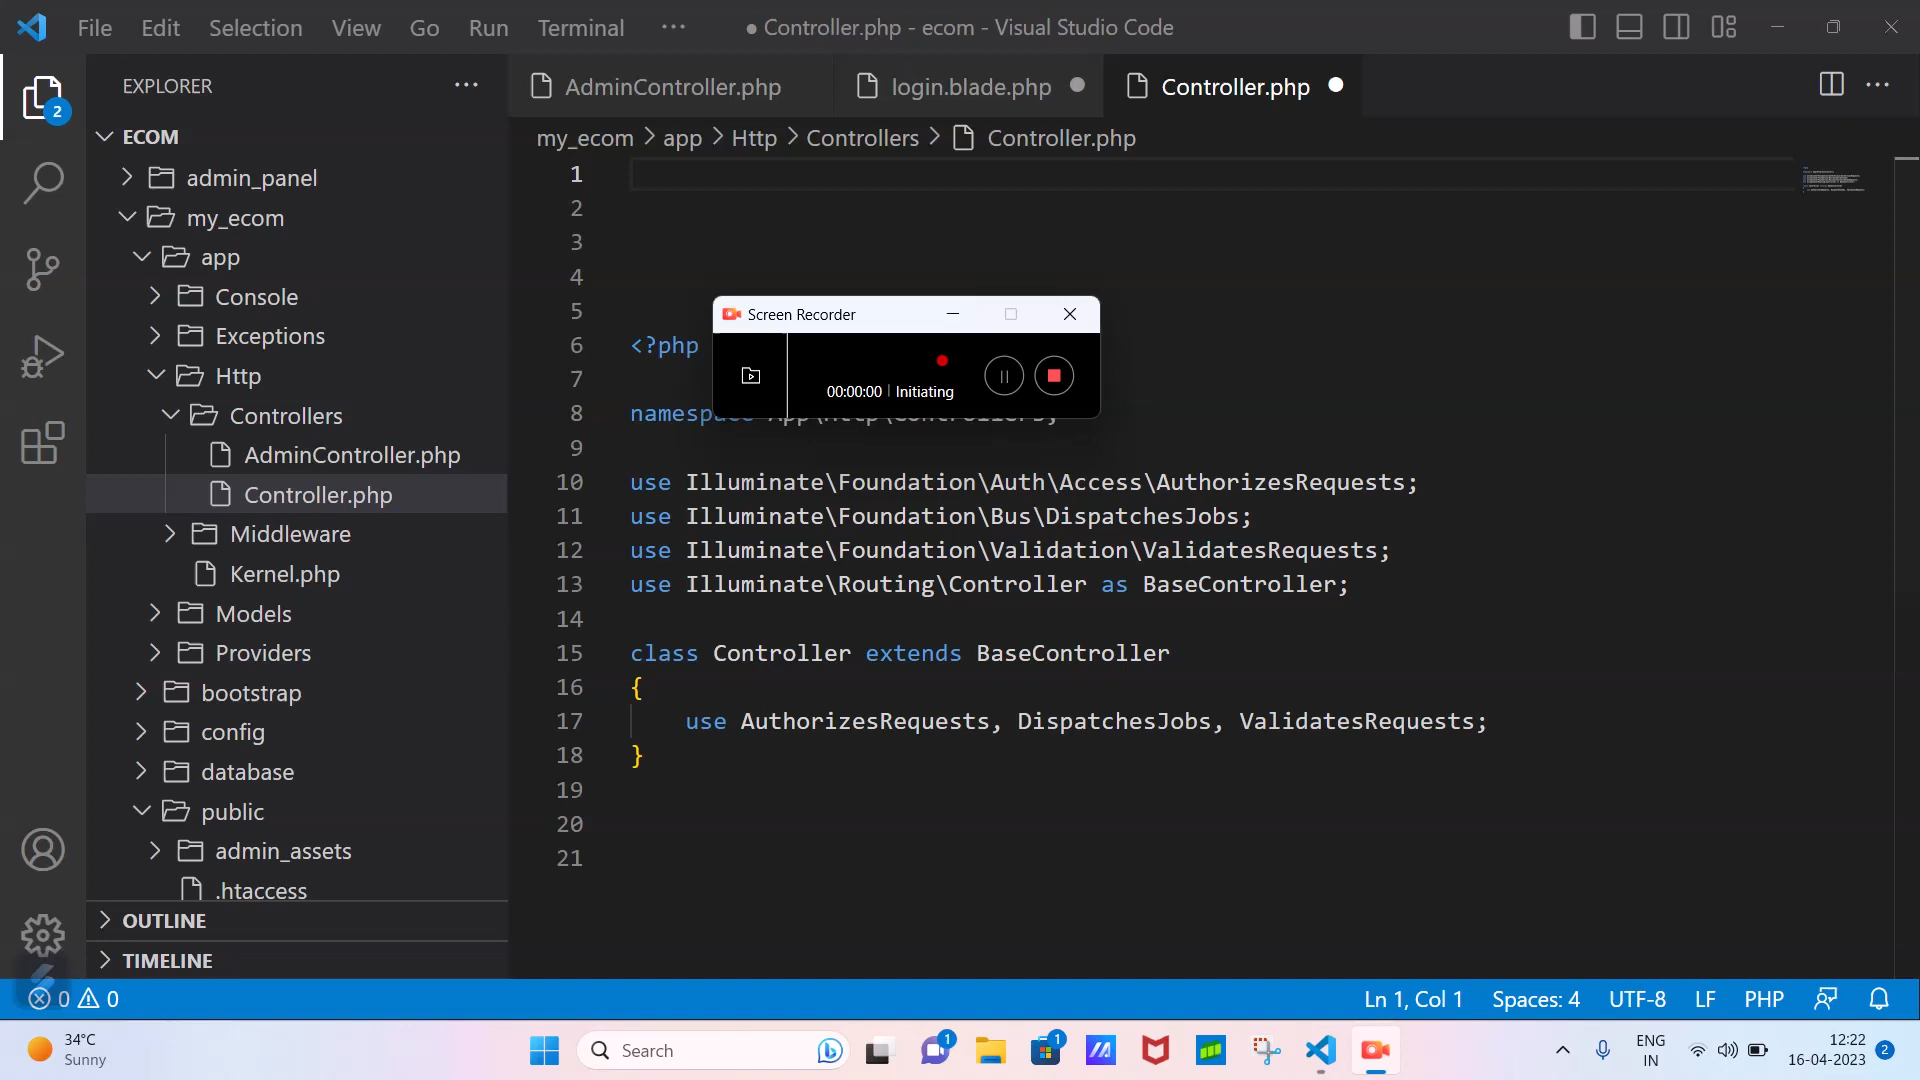 File Edit Selection View Go Run Terminal ··· ● Controller.php - ecom - Visual Studio Code
EXPLORER ···
AdminController.php login.blade.php Controller.php ···
my_ecom > app > Http > Controllers > Controller.php
2
ECOM
admin_panel
my_ecom
app
Console
Exceptions
Http
Controllers
AdminController.php
Controller.php
Middleware
Kernel.php
Models
Providers
bootstrap
config
database
public
admin_assets
.htaccess
OUTLINE
TIMELINE
1
2
3
4
5
6 <?php
7
8 namespace App\Http\Controllers;
9
10 use Illuminate\Foundation\Auth\Access\AuthorizesRequests;
11 use Illuminate\Foundation\Bus\DispatchesJobs;
12 use Illuminate\Foundation\Validation\ValidatesRequests;
13 use Illuminate\Routing\Controller as BaseController;
14
15 class Controller extends BaseController
16 {
17 use AuthorizesRequests, DispatchesJobs, ValidatesRequests;
18 }
19
20
21
Screen Recorder
00:00:00 | Initiating
0 0 Ln 1, Col 1 Spaces: 4 UTF-8 LF PHP
34°C
Sunny
Search
1
1
ENG
IN
12:22
16-04-2023
2